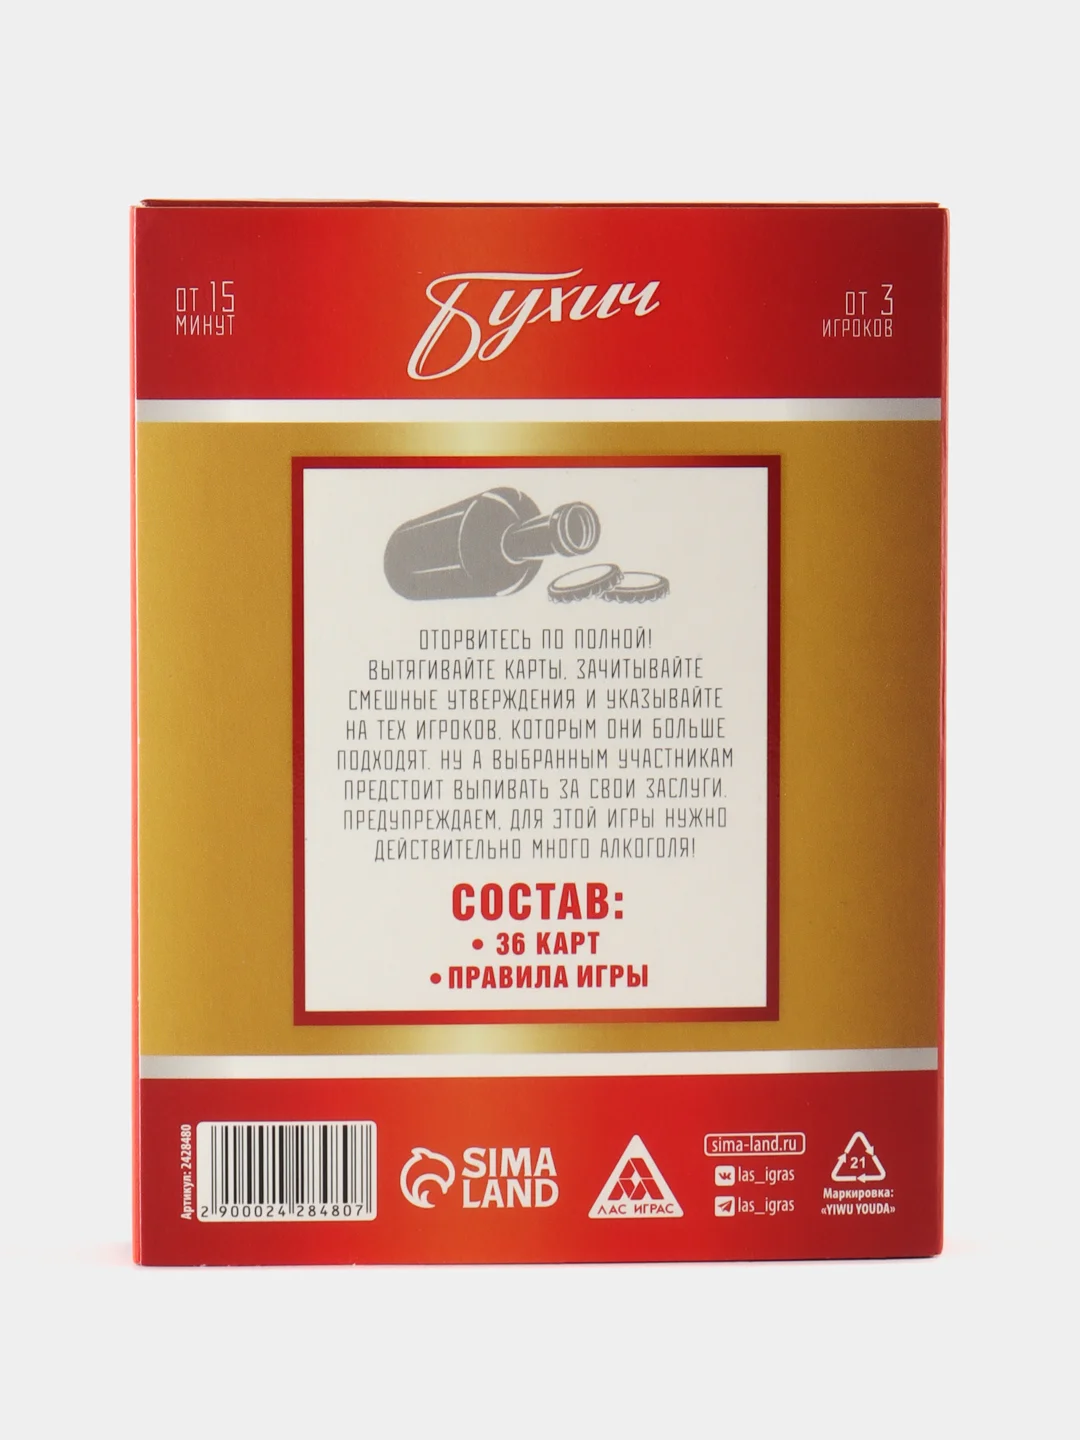 ОТ 15
МИНУТ
Бухич
ОТ 3
ИГРОКОВ
ОТОРВИТЕСЬ ПО ПОЛНОЙ!
ВЫТЯГИВАЙТЕ КАРТЫ, ЗАЧИТЫВАЙТЕ
СМЕШНЫЕ УТВЕРЖДЕНИЯ И УКАЗЫВАЙТЕ
НА ТЕХ ИГРОКОВ, КОТОРЫМ ОНИ БОЛЬШЕ
ПОДХОДЯТ. НУ А ВЫБРАННЫМ УЧАСТНИКАМ
ПРЕДСТОИТ ВЫПИВАТЬ ЗА СВОИ ЗАСЛУГИ.
ПРЕДУПРЕЖДАЕМ, ДЛЯ ЭТОЙ ИГРЫ НУЖНО
ДЕЙСТВИТЕЛЬНО МНОГО АЛКОГОЛЯ!
СОСТАВ:
• 36 КАРТ
• ПРАВИЛА ИГРЫ
Артикул: 2428480
2 900024 284807
SIMA
LAND
ЛАС ИГРАС
sima-land.ru
las_igras
las_igras
21
Маркировка:
«YIWU YOUDA»